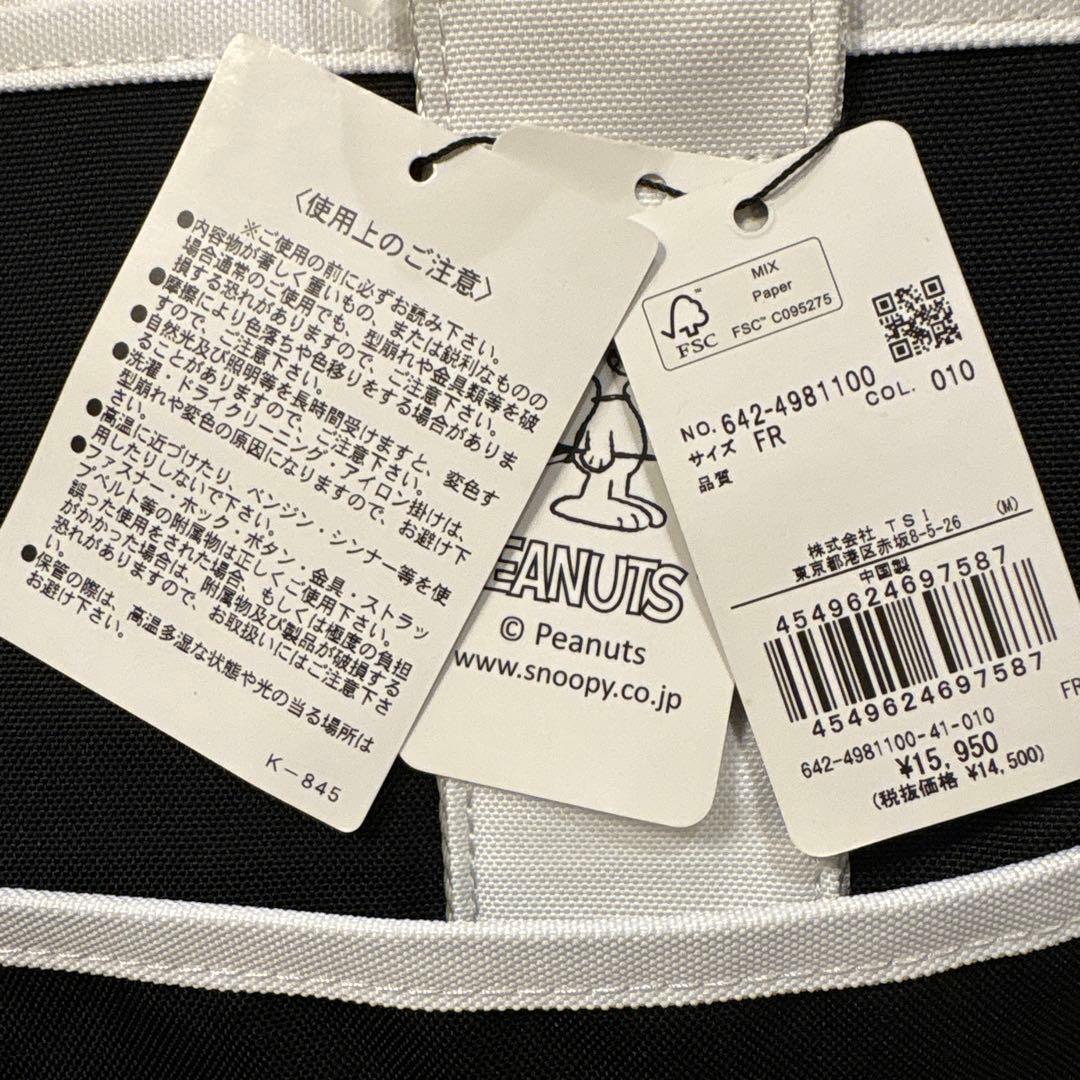 〈使用上のご注意〉
※ご使用の前に必ずお読み下さい。
●内容物が著しく重いもの、または鋭利なものの
場合通常のご使用でも、型崩れや金具類等を破
損する恐れがありますので、ご注意下さい。
●摩擦により色落ちや色移りをする場合がありま
すので、ご注意下さい。
●自然光及び照明等を長時間受けますと、変色す
ることがありますので、ご注意下さい。
●洗濯・ドライクリーニング・アイロン掛けは、
型崩れや変色の原因になりますので、お避け下
さい。
●高温に近づけたり、ベンジン・シンナー等を使
用したりしないで下さい。
●ファスナー・ホック・ボタン・金具・ストラッ
プベルト等の附属物は正しくご使用下さい。
誤った使用をされた場合、もしくは極度の負担
がかかった場合は、附属物及び製品が破損する
恐れがありますので、お取扱いにはご注意下さ
い。
●保管の際は、高温多湿な状態や光の当る場所は
お避け下さい。
K-845
PEANUTS
© Peanuts
www.snoopy.co.jp
FSC™
MIX
Paper
FSC™ C095275
NO. 642-4981100
COL. 010
サイズ FR
品質
株式会社 TSI
東京都港区赤坂8-5-26 (M)
中国製
4549624697587
4549624697587
642-4981100-41-010
FR
¥15,950
(税抜価格 ¥14,500)